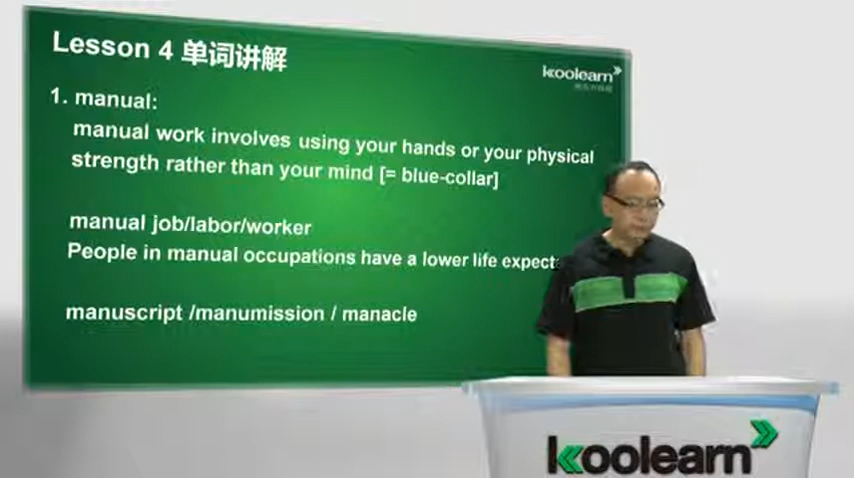 Lesson 4 单词讲解
koolearn
1. manual:
manual work involves using your hands or your physical
strength rather than your mind [= blue-collar]
manual job/labor/worker
People in manual occupations have a lower life expect
manuscript /manumission / manacle
koolearn